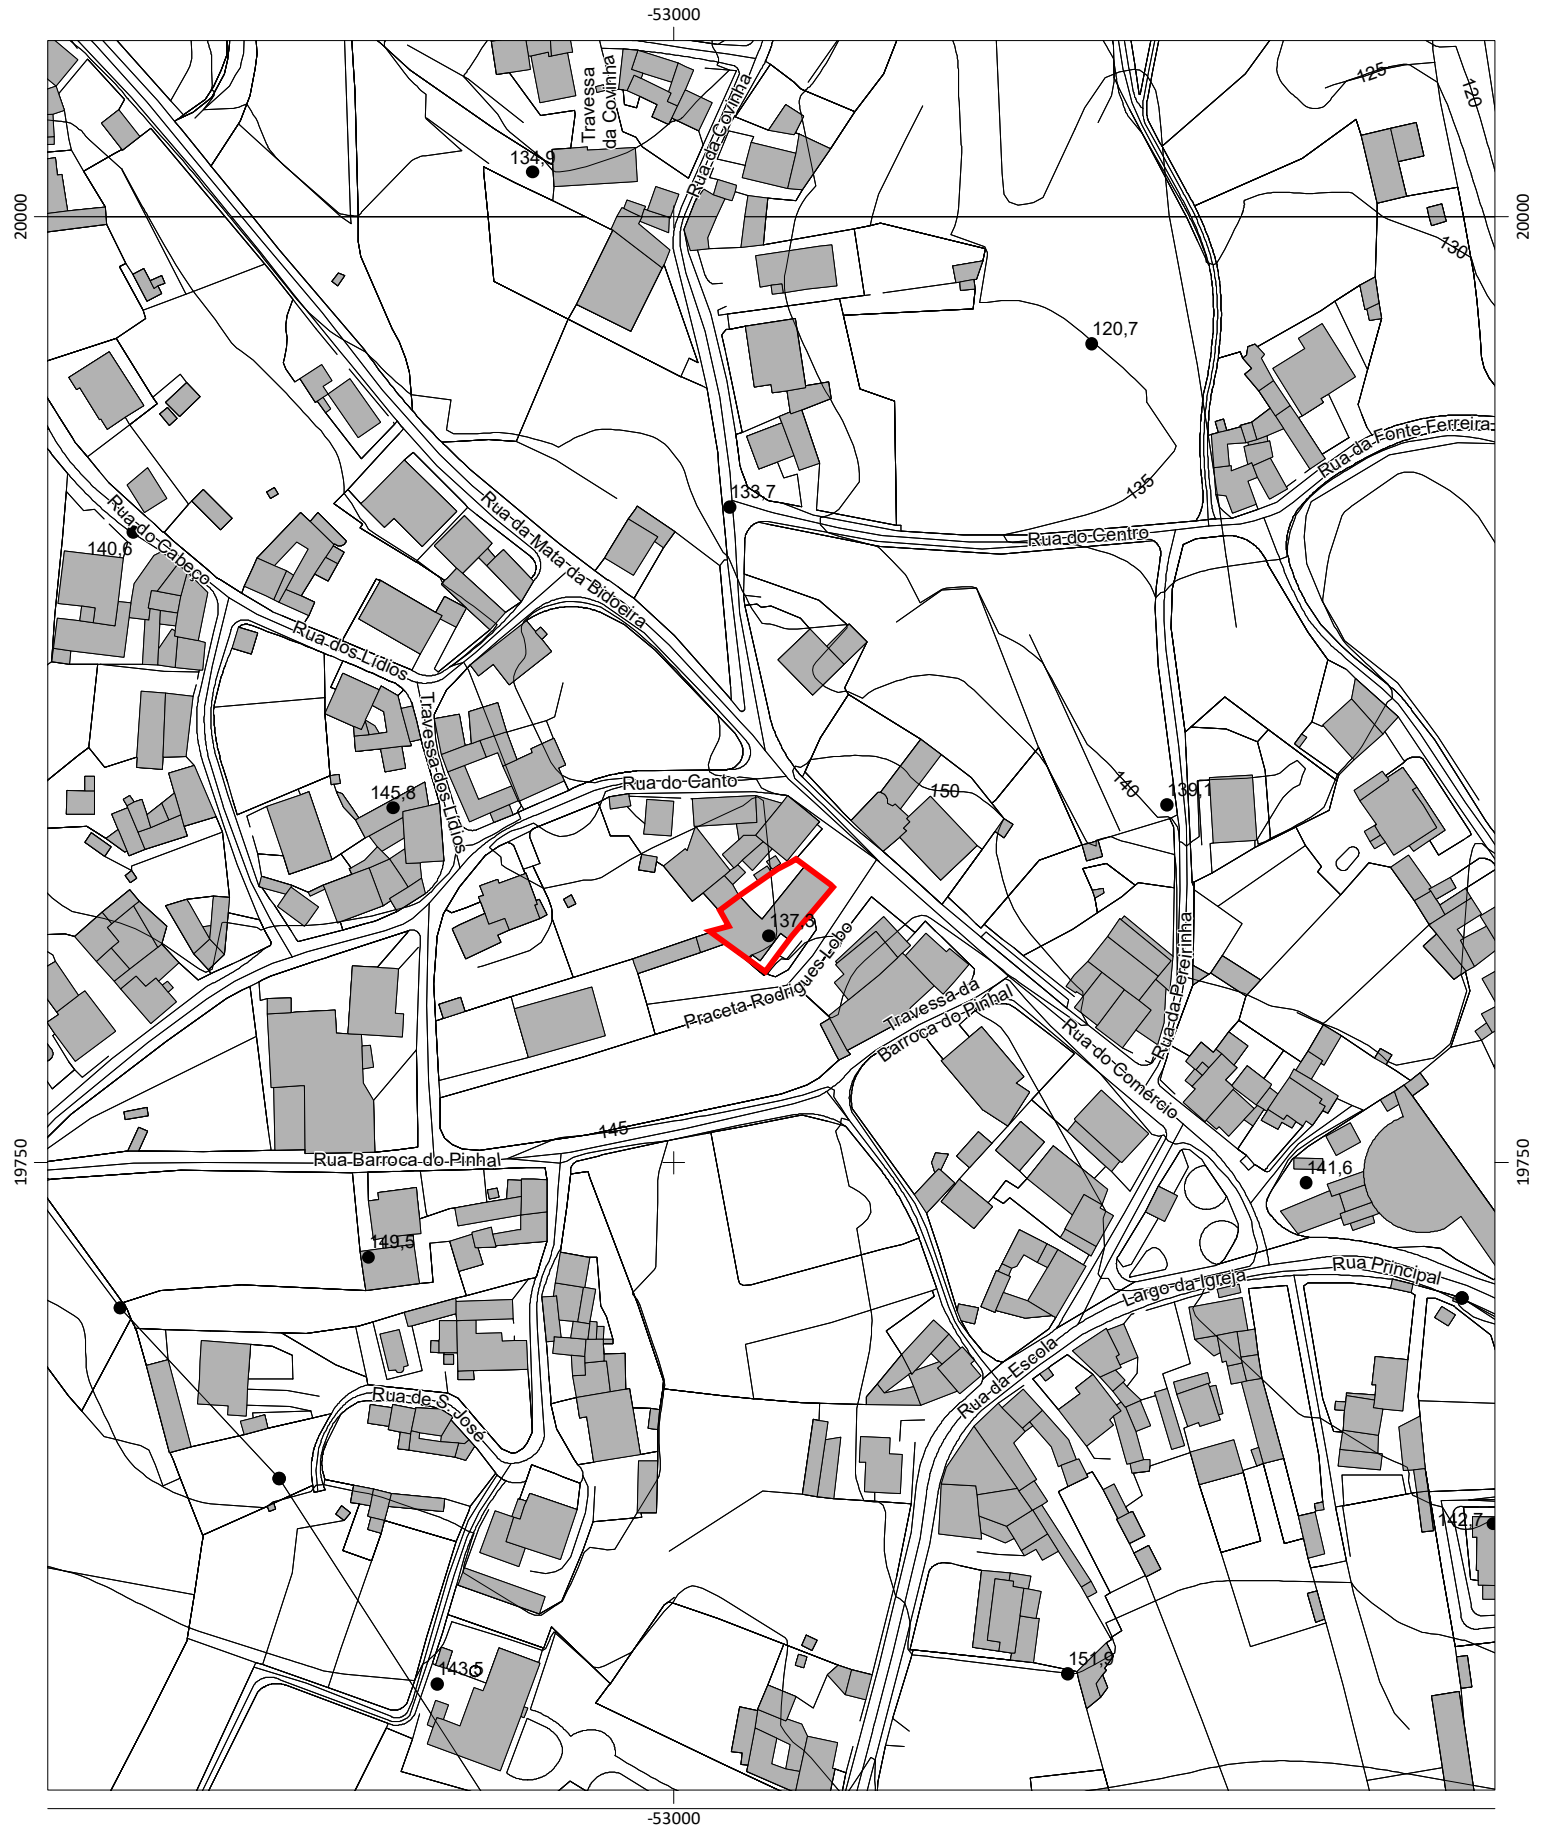 -53000
Travessa
da Covinha
125
120
Rua da Covinha
134,9
20000
20000
130
120,7
Rua da Fonte Ferreira
133,7
135
Rua do Cabeço
Rua da Mata da Bidoeira
Rua do Centro
140,6
Rua dos Lídios
Travessa dos Lídios
Rua do Canto
145,8
150
140
139,1
137,3
Praceta Rodrigues Lobo
Rua da Pereirinha
Travessa da
Barroca do Pinhal
Rua do Comércio
145
19750
19750
Rua Barroca do Pinhal
141,6
149,5
Largo da Igreja
Rua Principal
Rua da Escola
Rua de S. José
142,7
143,5
151,9
-53000